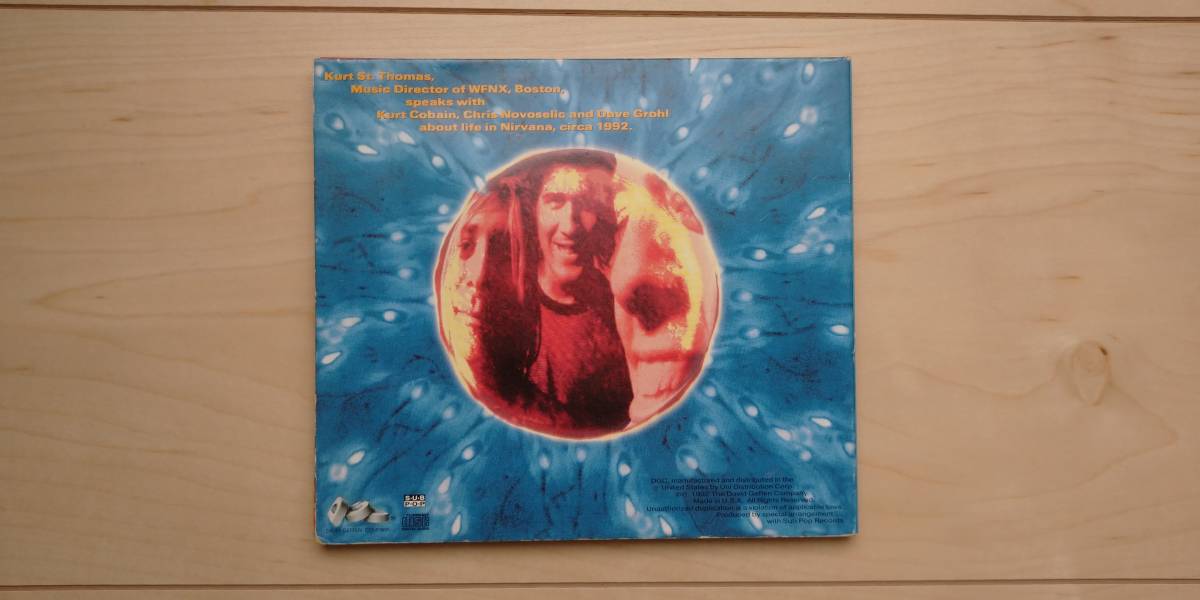 Kurt St. Thomas,
Music Director of WFNX, Boston,
speaks with
Kurt Cobain, Chris Novoselic and Dave Grohl
about life in Nirvana, circa 1992.
SUB
POP
DGC, manufactured and distributed in the
United States by Uni Distribution Corp.
1992 The David Geffen Company
Made in U.S.A. All Rights Reserved.
Unauthorized duplication is a violation of applicable laws.
Produced by special arrangement
with Sub Pop Records